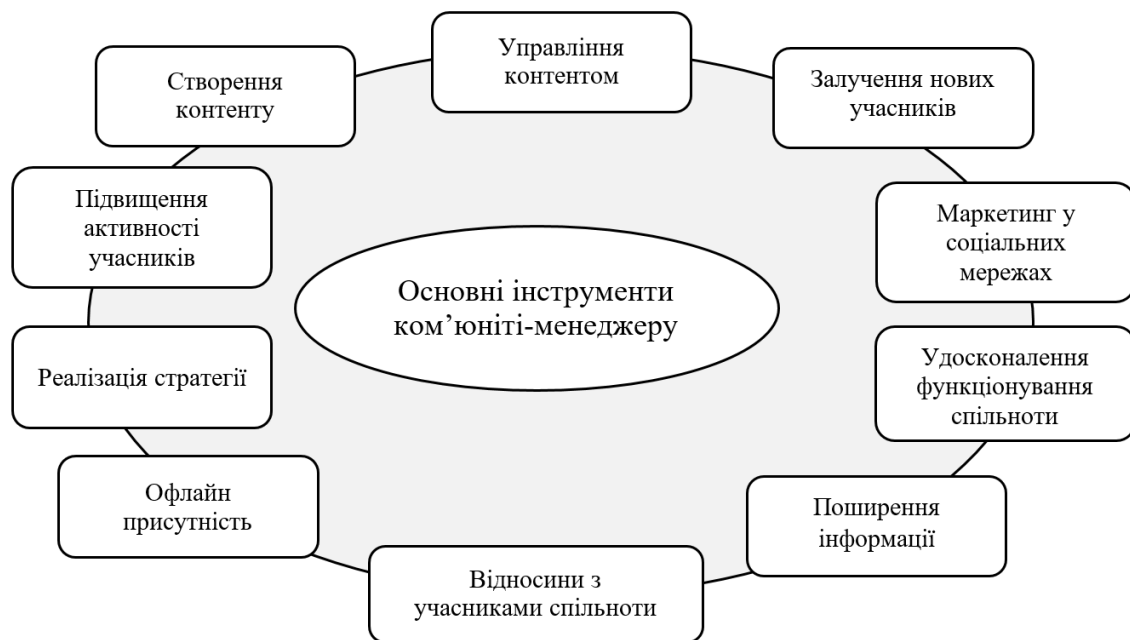 Управління
контентом
Створення
контенту
Залучення нових
учасників
Підвищення
активності
учасників
Маркетинг у
соціальних
мережах
Основні інструменти
ком’юніті-менеджеру
Реалізація стратегії
Удосконалення
функціонування
спільноти
Офлайн
присутність
Поширення
інформації
Відносини з
учасниками спільноти